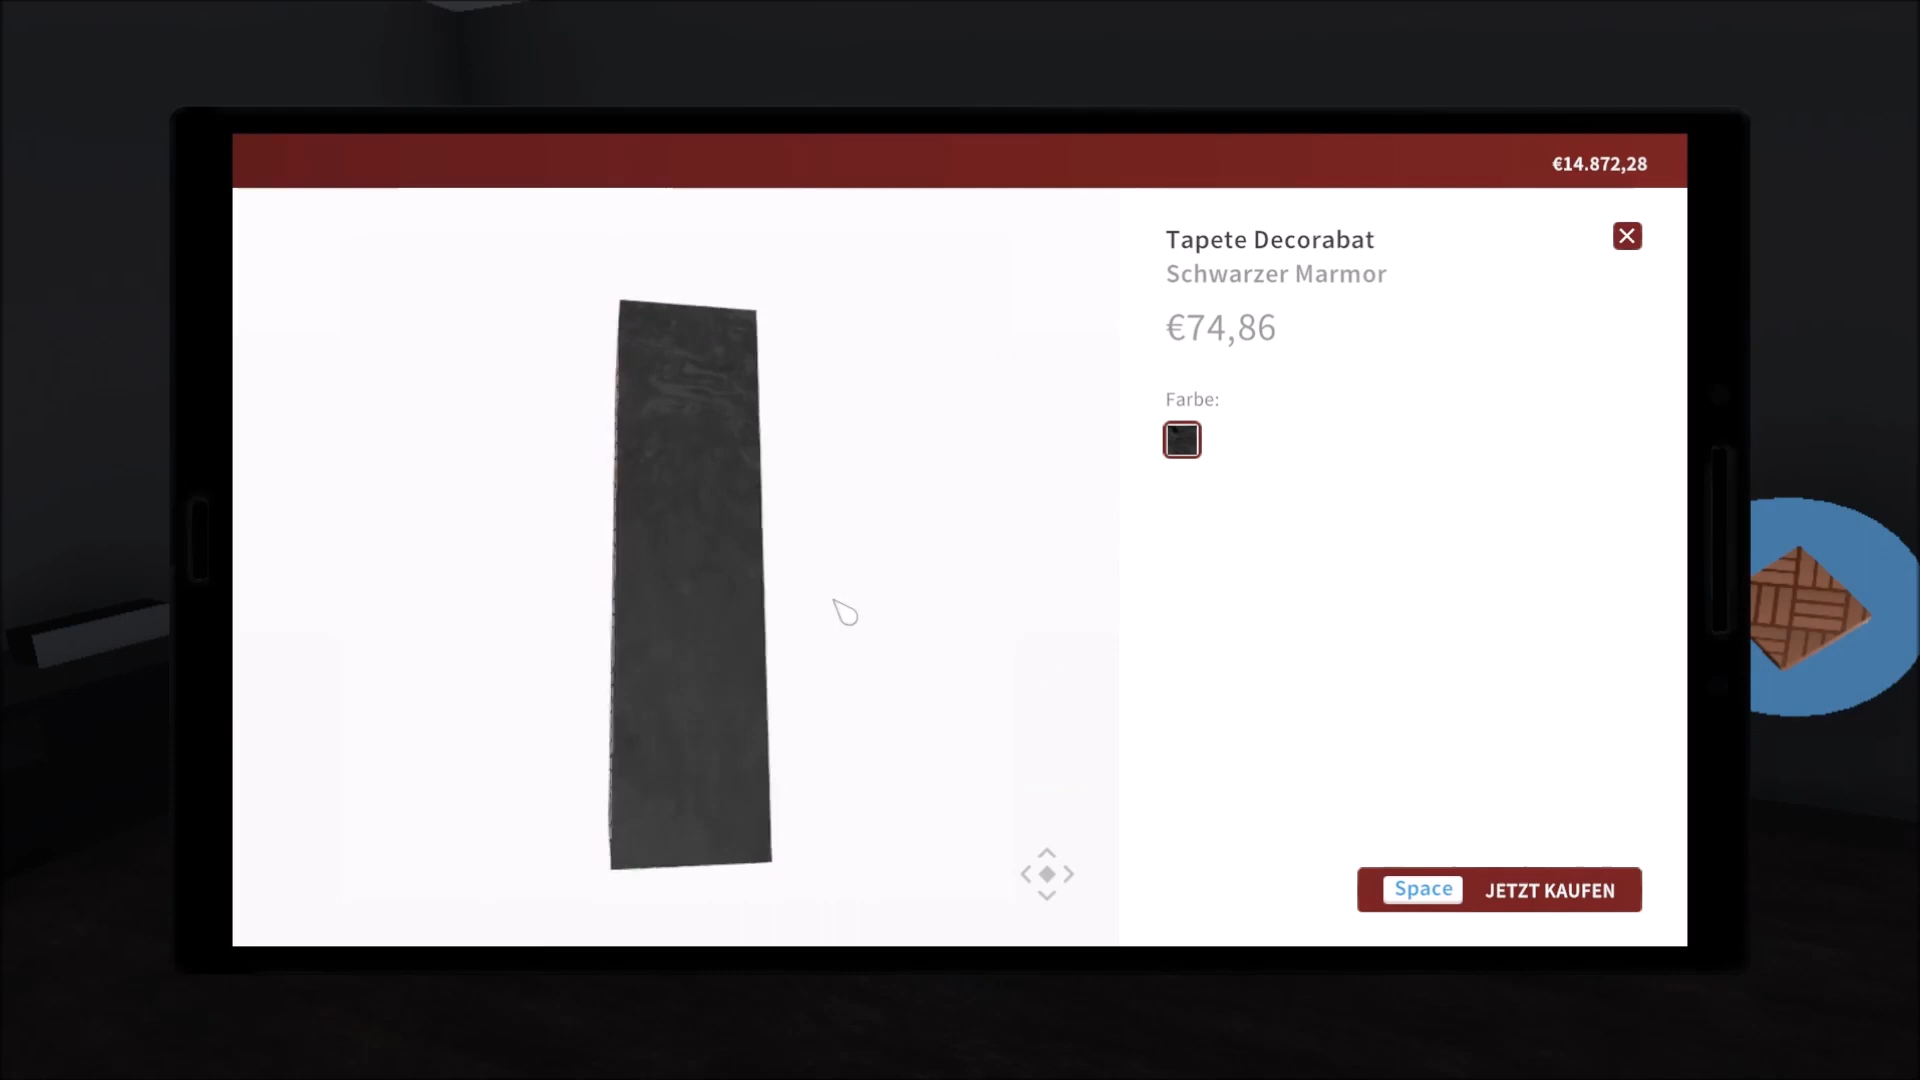 €14.872,28
Tapete Decorabat
Schwarzer Marmor
€74,86
Farbe:
Space JETZT KAUFEN